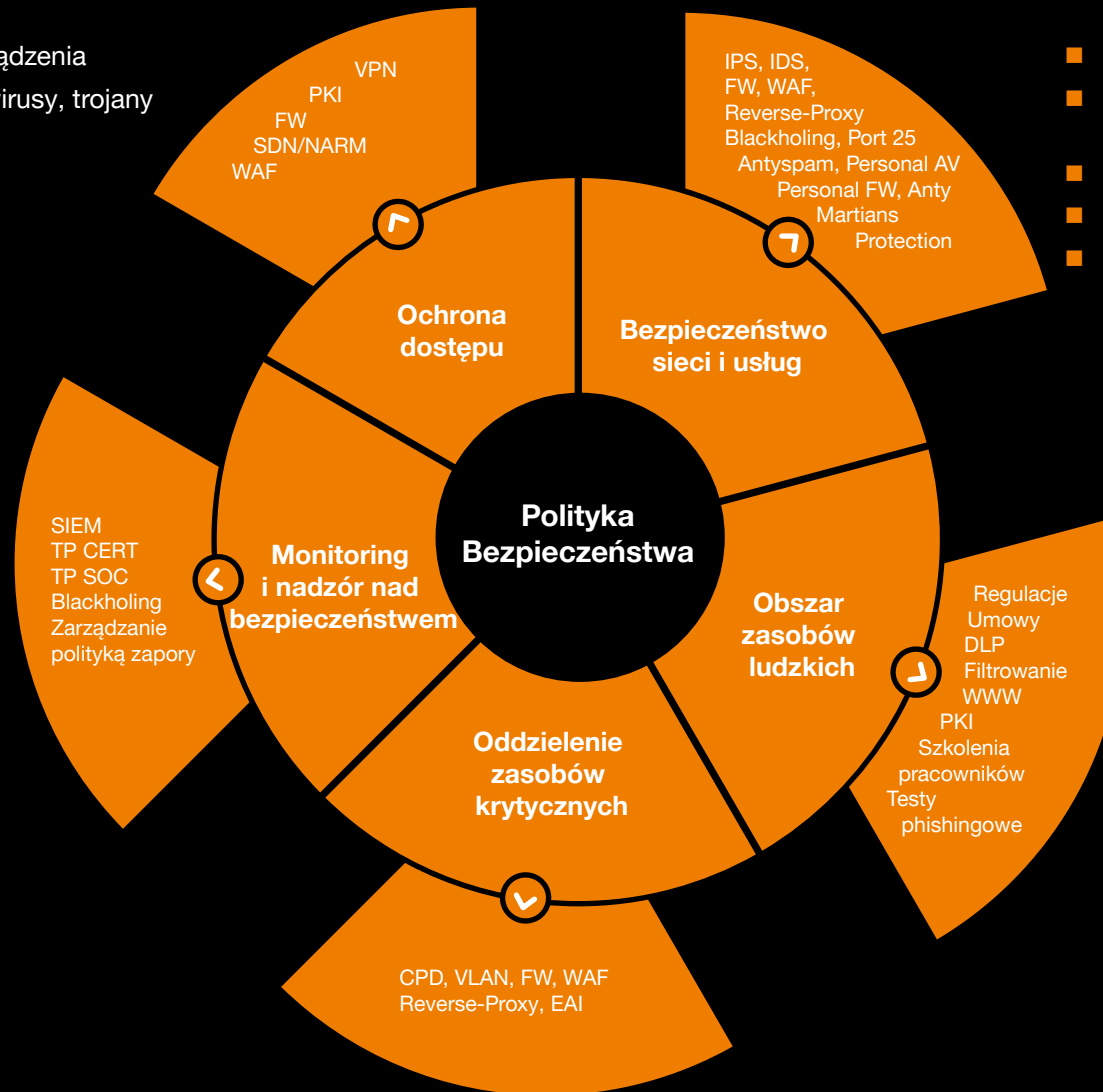 ądzenia
irusy, trojany
VPN
PKI
FW
SDN/NARM
WAF
IPS, IDS,
FW, WAF,
Reverse-Proxy
Blackholing, Port 25
Antyspam, Personal AV
Personal FW, Anty
Martians
Protection
Ochrona
dostępu
Bezpieczeństwo
sieci i usług
SIEM
TP CERT
TP SOC
Blackholing
Zarządzanie
polityką zapory
Monitoring
i nadzór nad
bezpieczeństwem
Polityka
Bezpieczeństwa
Obszar
zasobów
ludzkich
Regulacje
Umowy
DLP
Filtrowanie
WWW
PKI
Szkolenia
pracowników
Testy
phishingowe
Oddzielenie
zasobów
krytycznych
CPD, VLAN, FW, WAF
Reverse-Proxy, EAI